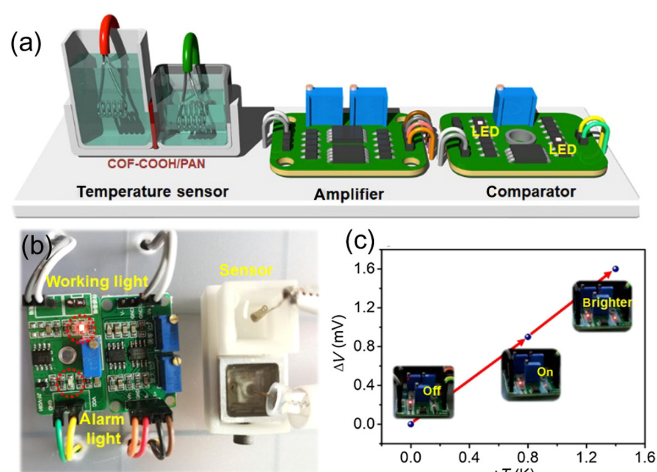 (a)
LED
LED
COF-COOH/PAN
Temperature sensor
Amplifier
Comparator
(b)
Working light
Sensor
Alarm
light
(c)
ΔV (mV)
1.6
1.2
0.8
0.4
0.0
Brighter
On
Off
0.0
0.4
0.8
1.2
1.6
ΔT (K)